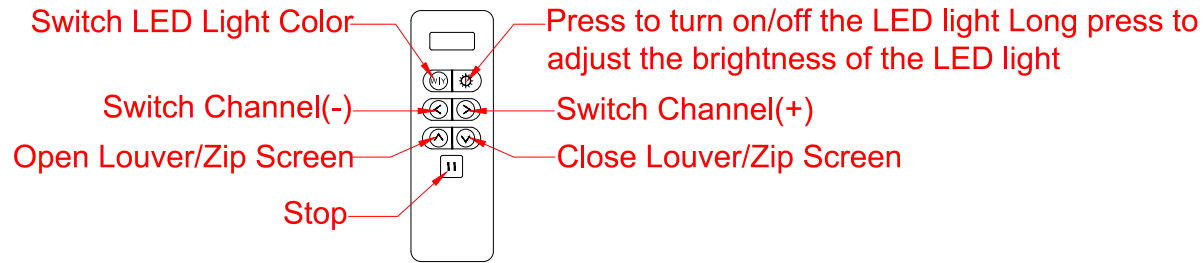 Switch LED Light Color
Press to turn on/off the LED light Long press to
adjust the brightness of the LED light
W|Y
Switch Channel(-)
Switch Channel(+)
Open Louver/Zip Screen
Close Louver/Zip Screen
Stop